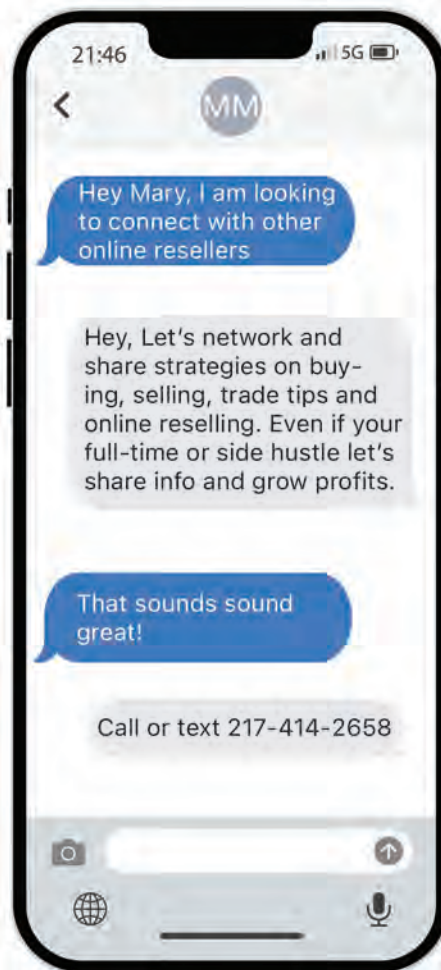 21:46
5G
MM
Hey Mary, I am looking
to connect with other
online resellers
Hey, Let's network and
share strategies on buy-
ing, selling, trade tips and
online reselling. Even if your
full-time or side hustle let's
share info and grow profits.
That sounds sound
great!
Call or text 217-414-2658